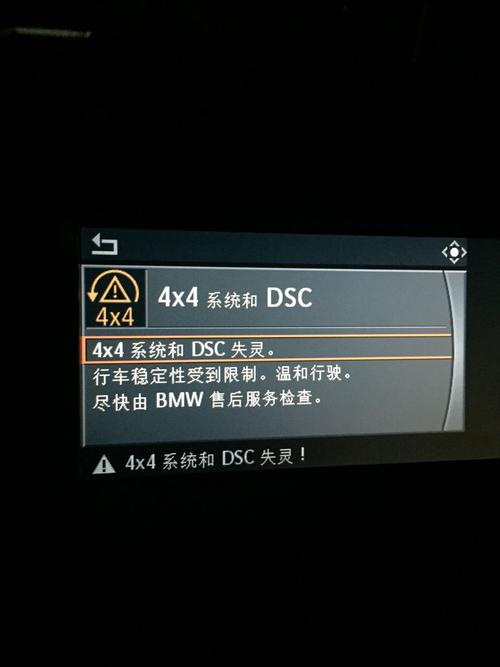 4x4 系统和 DSC
4x4
4x4 系统和 DSC 失灵。
行车稳定性受到限制。温和行驶。
尽快由 BMW 售后服务检查。
4x4 系统和 DSC 失灵！